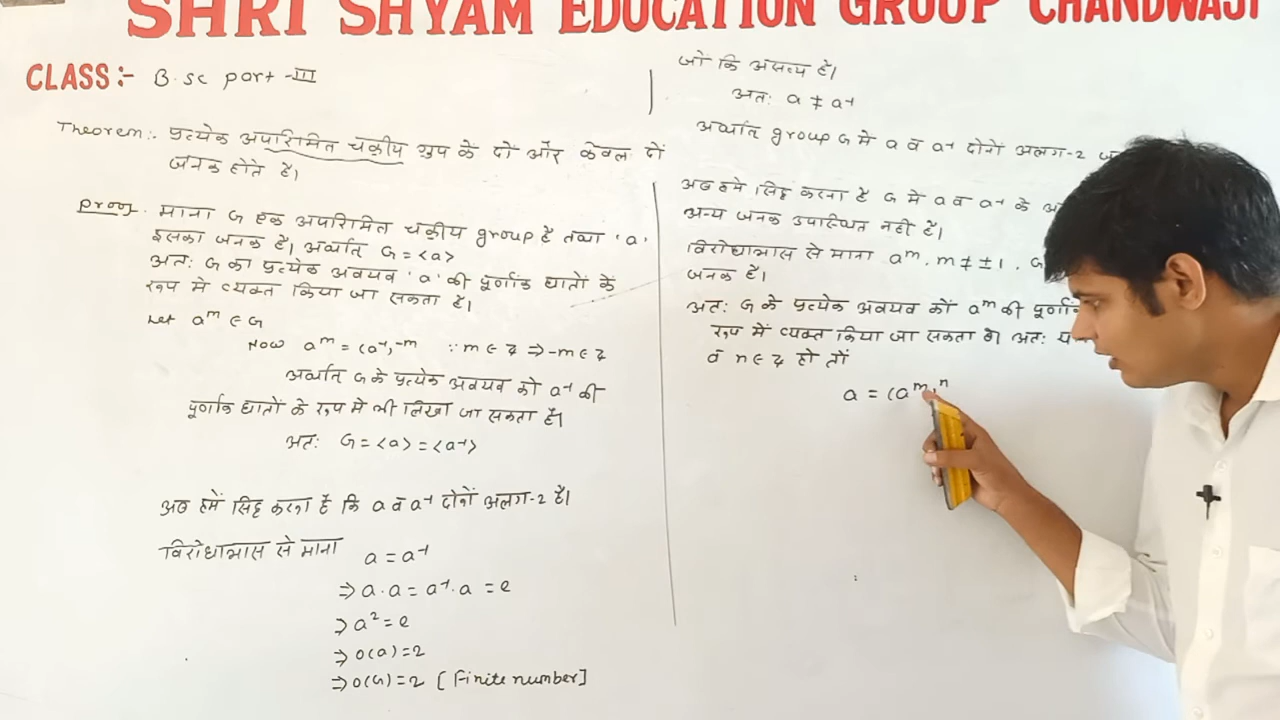 SHRI SHYAM EDUCATION GROUP CHANDWAJI
CLASS:- B.sc part-III
Theorem:- प्रत्येक अपरिमित चक्रीय ग्रुप के दो और केवल दो
जनक होते है।
Proof. माना G एक अपरिमित चक्रीय group है तथा 'a'
इसका जनक है। अर्थात G = <a>
अतः G का प्रत्येक अवयव 'a' की पूर्णांक घातों के
रूप मे व्यक्त किया जा सकता है।
Let aᵐ ∈ G
Now aᵐ = (a⁻¹)⁻ᵐ ∵ m ∈ Z ⇒ -m ∈ Z
अर्थात G के प्रत्येक अवयव को a⁻¹ की
पूर्णांक घातों के रूप मे भी लिखा जा सकता है।
अतः G = <a> = <a⁻¹>
अब हमें सिद्ध करना है कि a व a⁻¹ दोनों अलग-2 है।
विरोधाभास से माना a = a⁻¹
⇒ a·a = a⁻¹·a = e
⇒ a² = e
⇒ o(a) = 2
⇒ o(G) = 2 [Finite number]
जो कि असत्य है।
अतः a ≠ a⁻¹
अर्थात group G मे a व a⁻¹ दोनों अलग-2
अब हमे सिद्ध करना है G मे a व a⁻¹ के
अन्य जनक उपस्थित नही है।
विरोधाभास से माना aᵐ, m ≠ ±1, G
जनक है।
अतः G के प्रत्येक अवयव को aᵐ की
रूप में व्यक्त किया जा सकता है। अतः
व n ∈ Z हो तो
a = (aᵐ)ⁿ